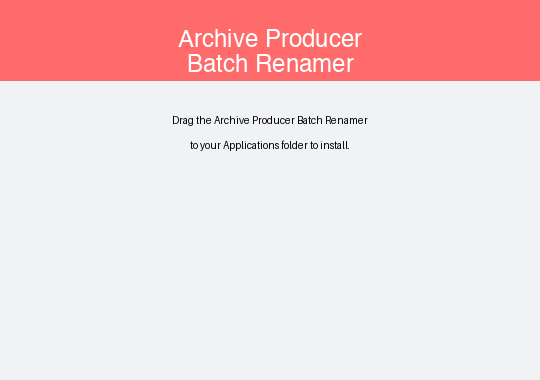 Archive Producer
Batch Renamer
Drag the Archive Producer Batch Renamer
to your Applications folder to install.